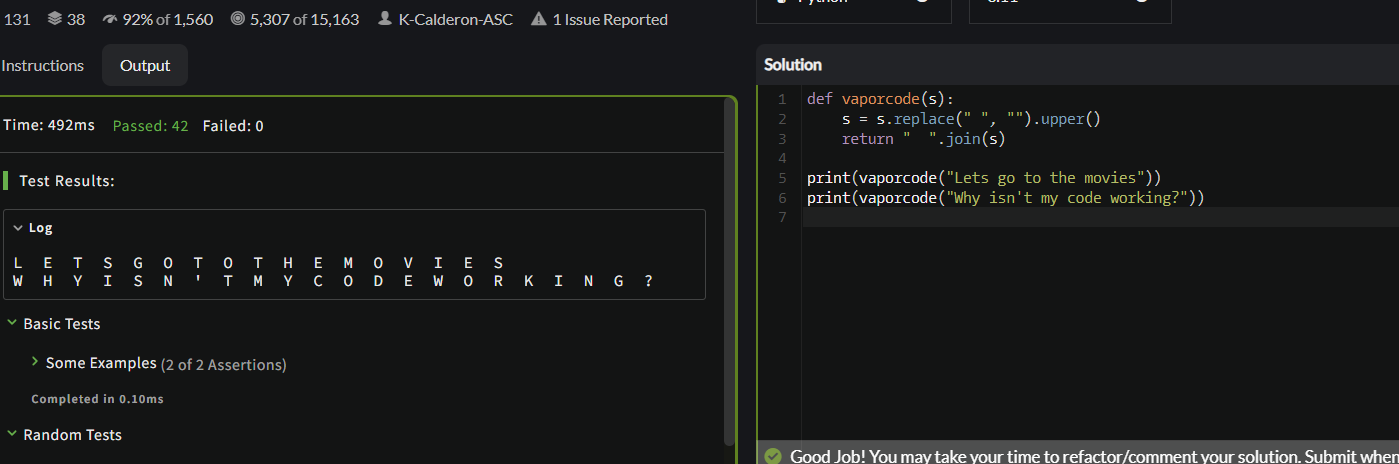 131 38 92% of 1,560 5,307 of 15,163 K-Calderon-ASC 1 Issue Reported
Python
Instructions Output
Time: 492ms Passed: 42 Failed: 0
Test Results:
Log
L E T S G O T O T H E M O V I E S
W H Y I S N ' T M Y C O D E W O R K I N G ?
Basic Tests
Some Examples (2 of 2 Assertions)
Completed in 0.10ms
Random Tests
Solution
1 def vaporcode(s):
2     s = s.replace(" ", "").upper()
3     return "  ".join(s)
4
5 print(vaporcode("Lets go to the movies"))
6 print(vaporcode("Why isn't my code working?"))
7
Good Job! You may take your time to refactor/comment your solution. Submit when